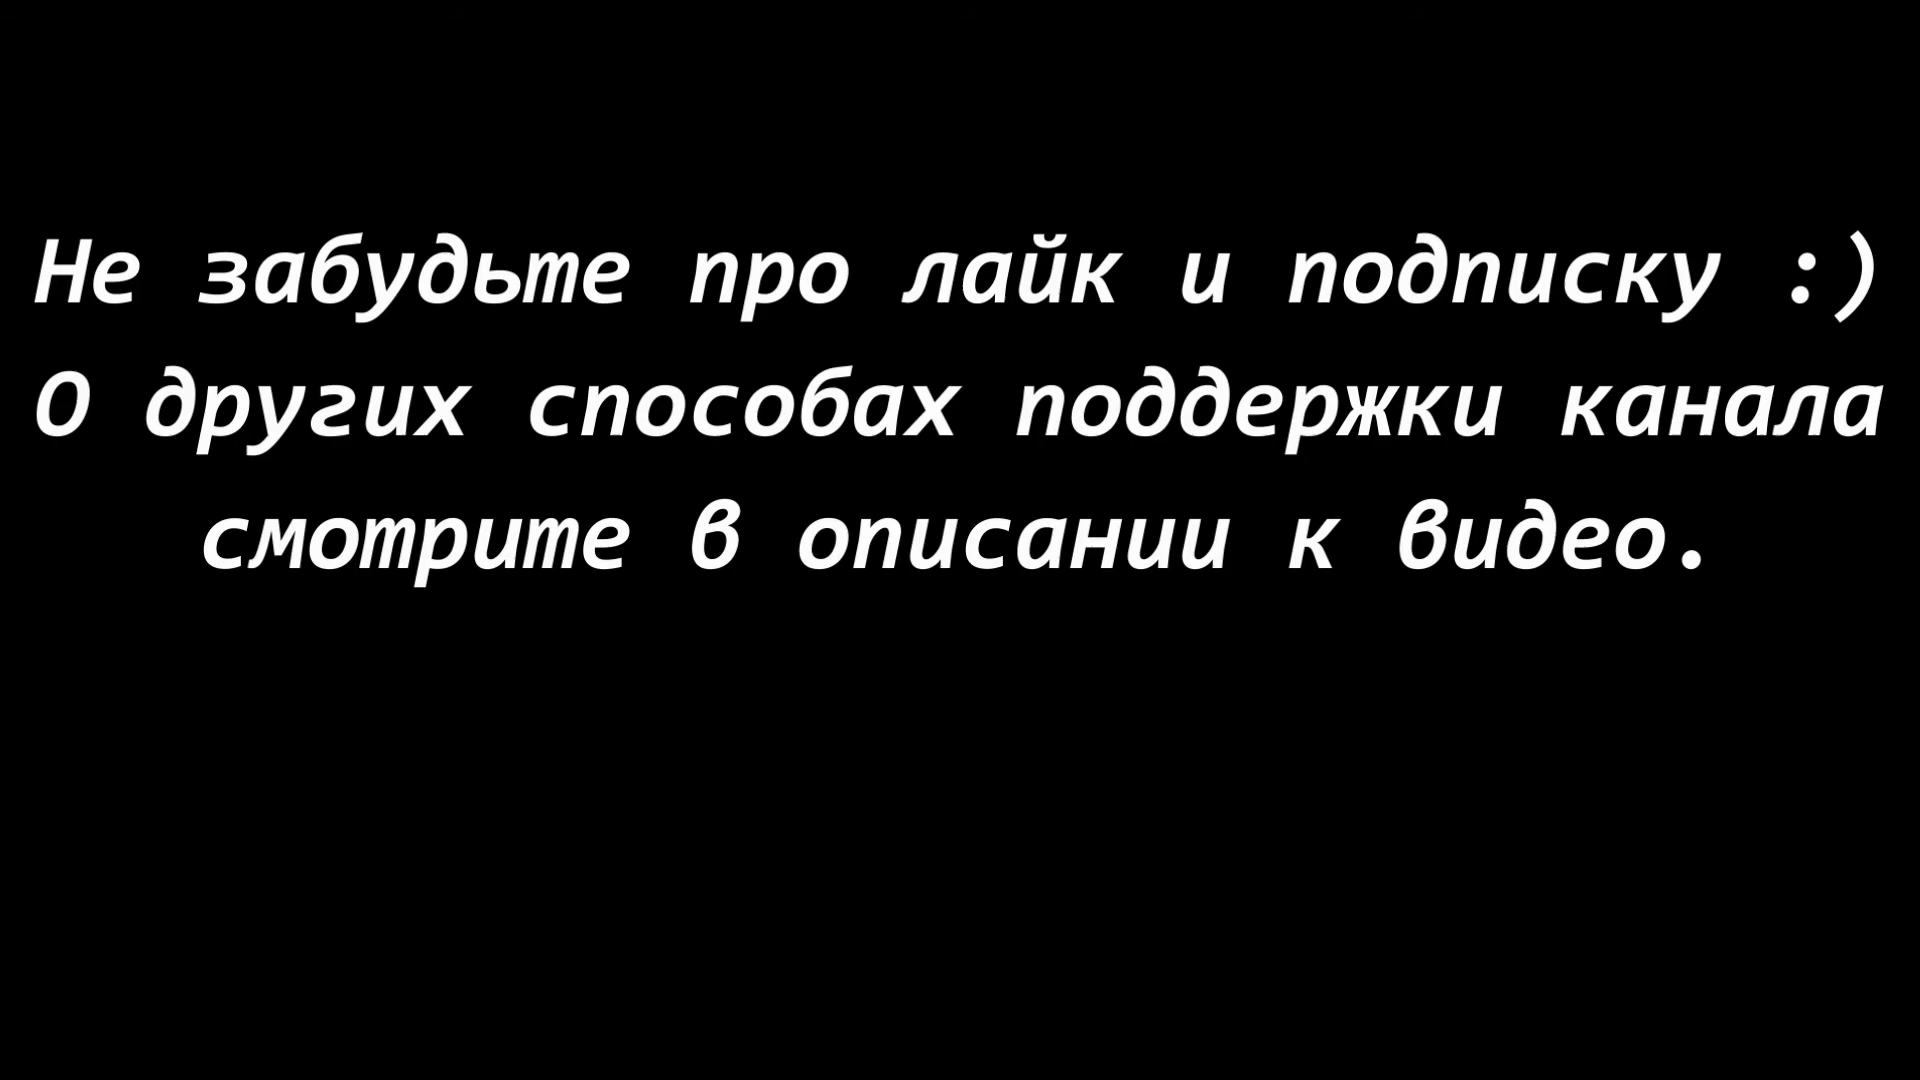 Не забудьте про лайк и подписку :)
О других способах поддержки канала
смотрите в описании к видео.